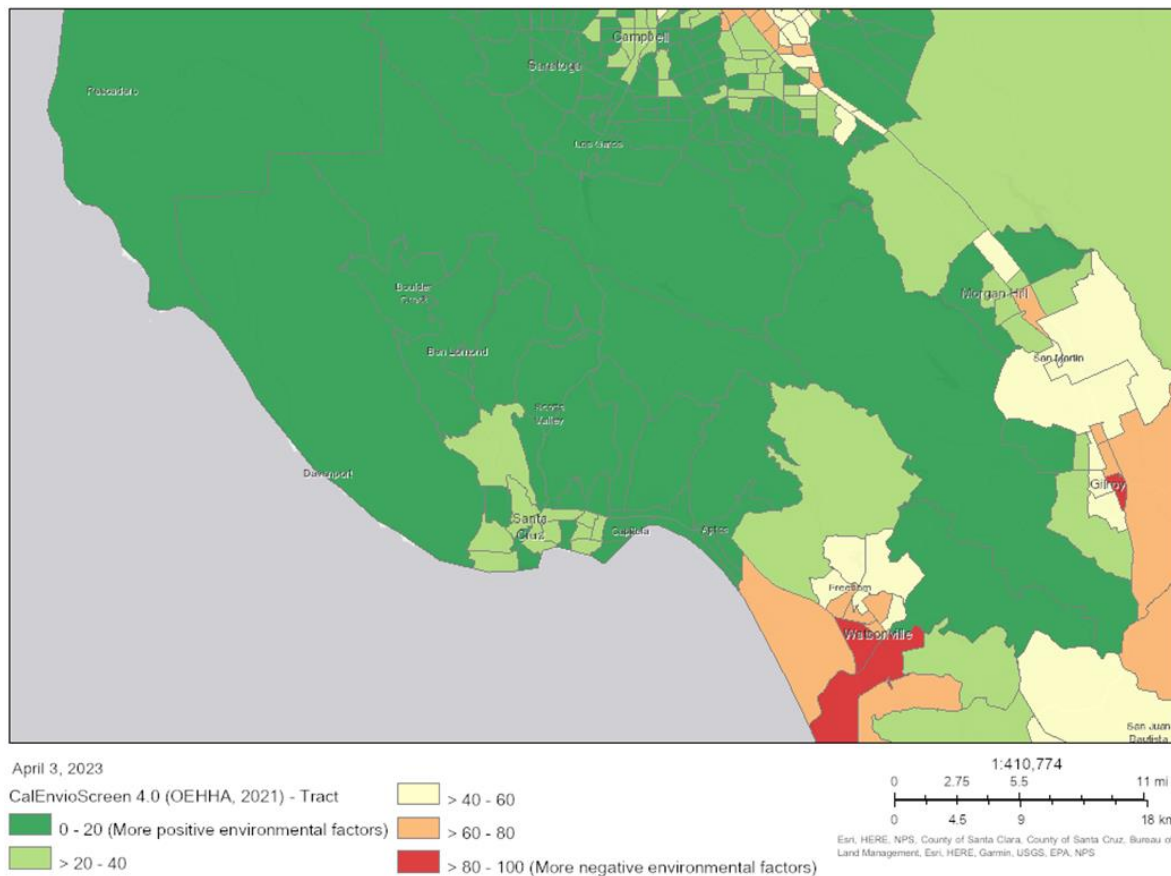 Campbell
Saratoga
Pescadero
Los Gatos
Boulder
Creek
Morgan Hill
Ben Lomond
San Martin
Scotts
Valley
Davenport
Gilroy
Santa
Cruz
Capitola
Aptos
Freedom
Watsonville
San Juan
Bautista
April 3, 2023
CalEnvioScreen 4.0 (OEHHA, 2021) - Tract
0 - 20 (More positive environmental factors)
> 20 - 40
> 40 - 60
> 60 - 80
> 80 - 100 (More negative environmental factors)
1:410,774
0 2.75 5.5 11 mi
0 4.5 9 18 km
Esri, HERE, NPS, County of Santa Clara, County of Santa Cruz, Bureau of
Land Management, Esri, HERE, Garmin, USGS, EPA, NPS